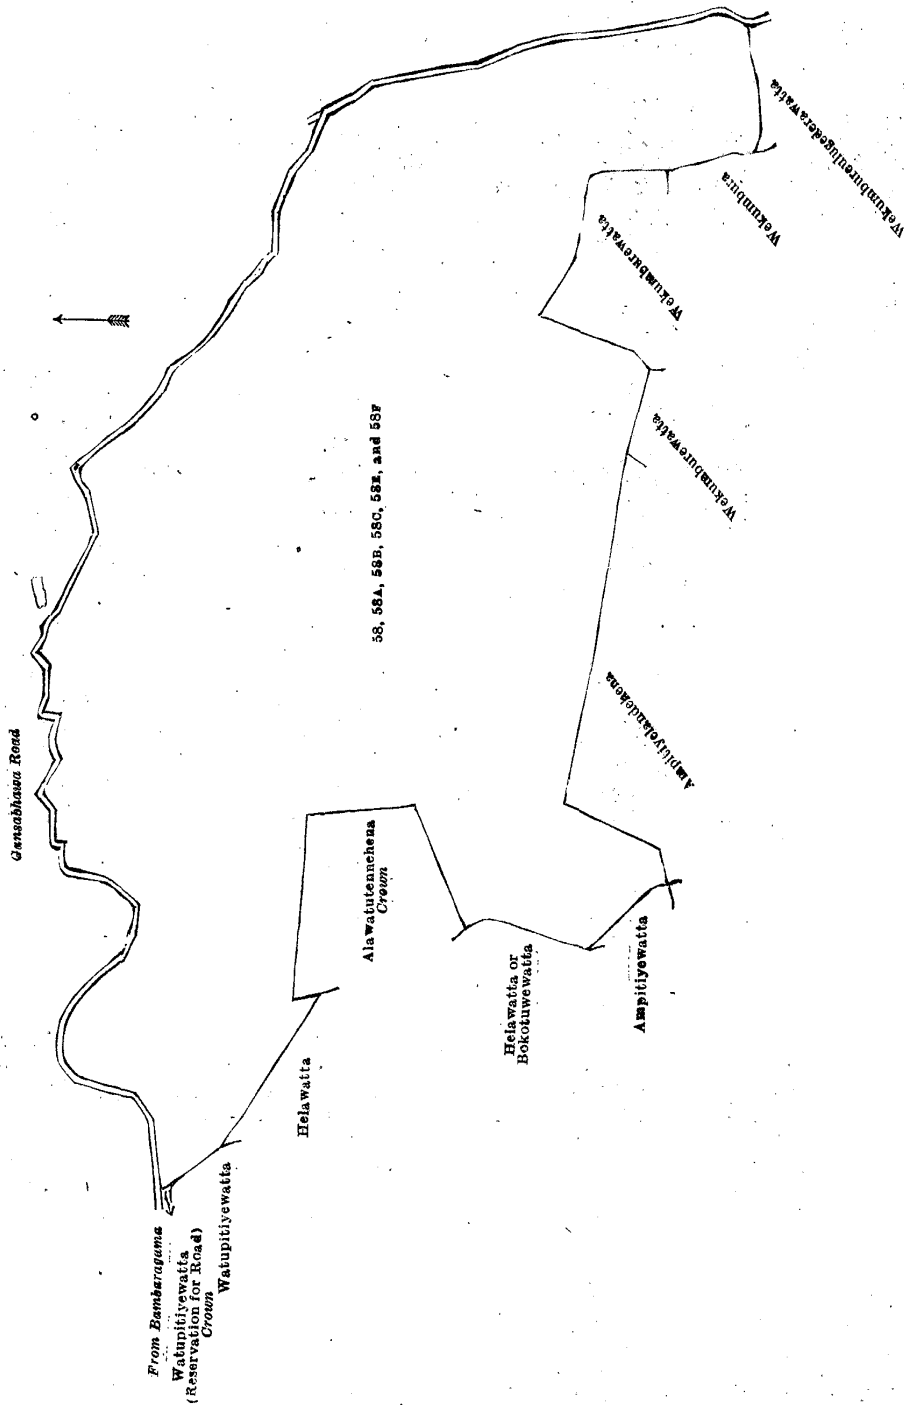 Gansabhawa Road
From Bambaragama
Watupitiyewatta
(Reservation for Road)
Crown
Watupitiyewatta
Helawatta
Alawatutennehena
Crown
Helawatta or
Bokotuwewatta
Ampitiyewatta
58, 58A, 58B, 58C, 58E, and 58F
Ampitiyelandehena
Wekumburewatta
Wekumburewatta
Wekumbura
Wekumbureulugederawatta